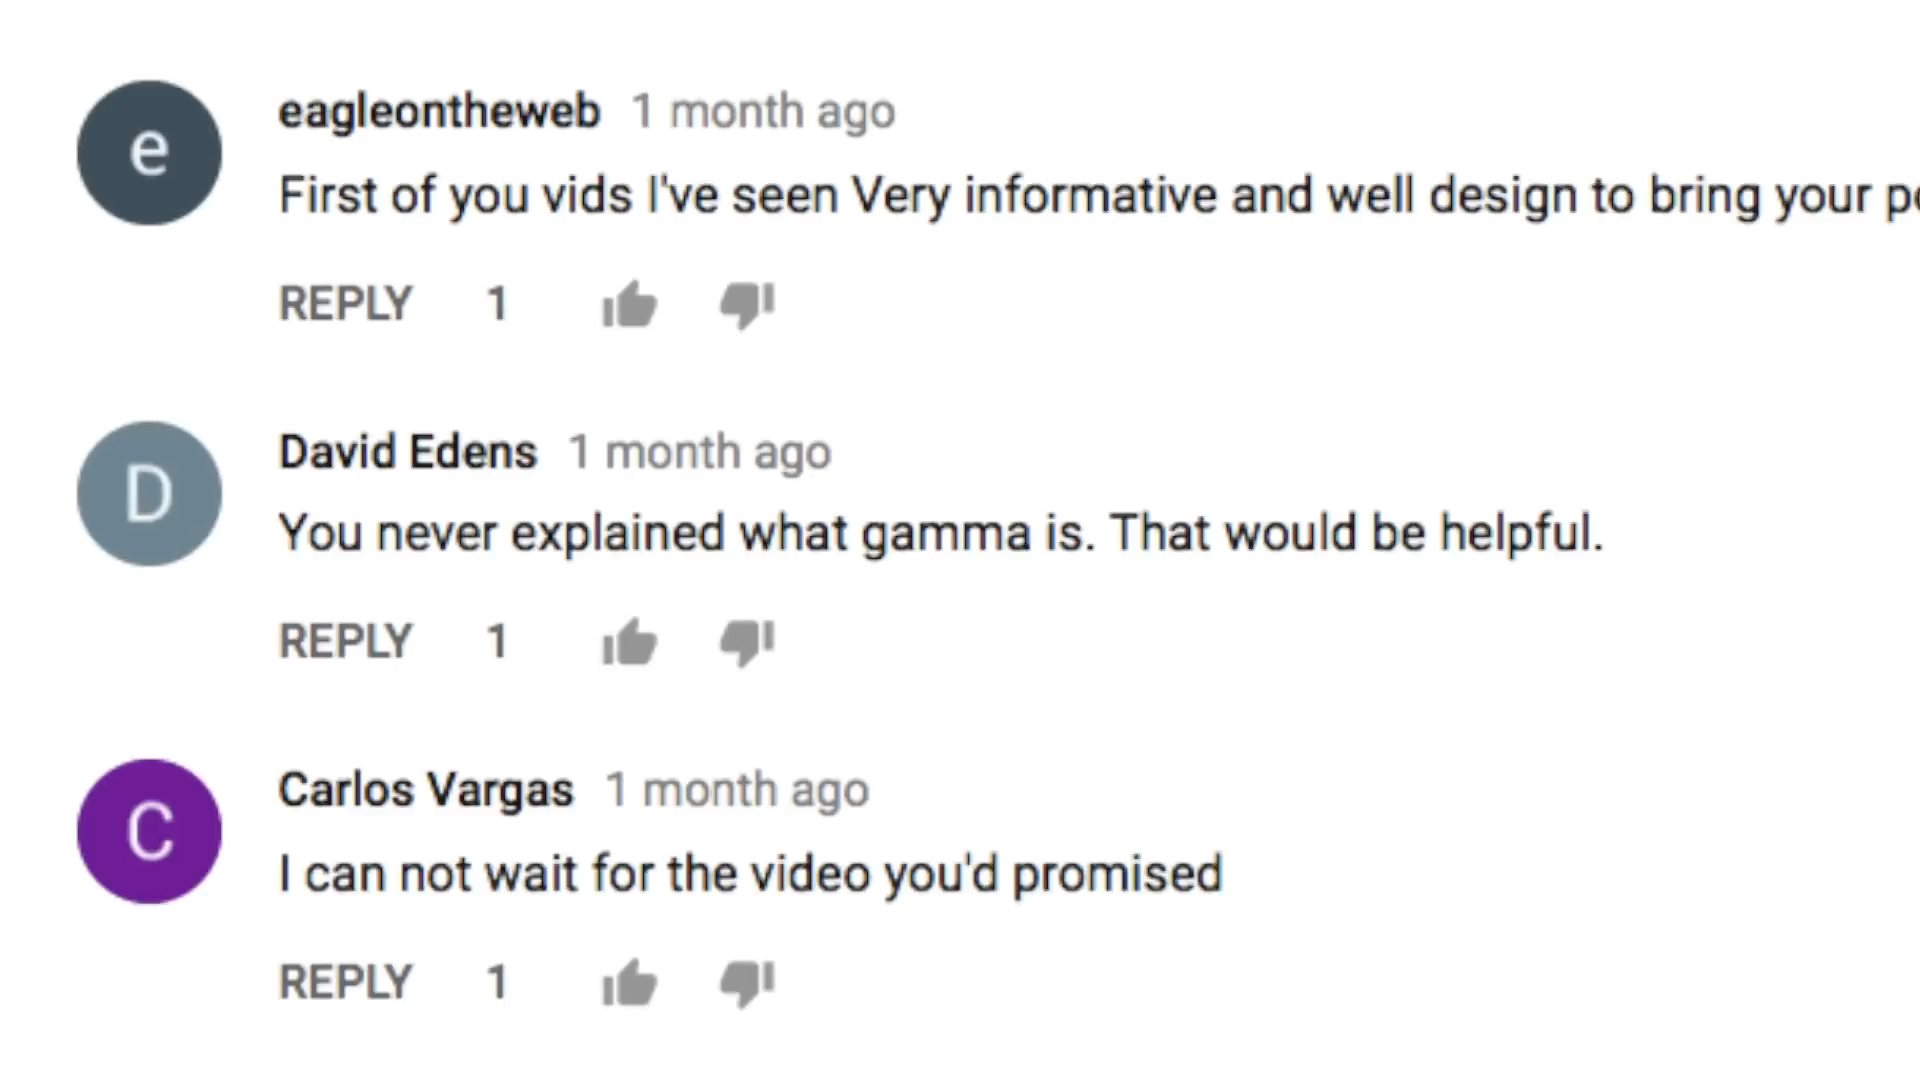 e
eagleontheweb 1 month ago
First of you vids I've seen Very informative and well design to bring your
REPLY 1
D
David Edens 1 month ago
You never explained what gamma is. That would be helpful.
REPLY 1
C
Carlos Vargas 1 month ago
I can not wait for the video you'd promised
REPLY 1